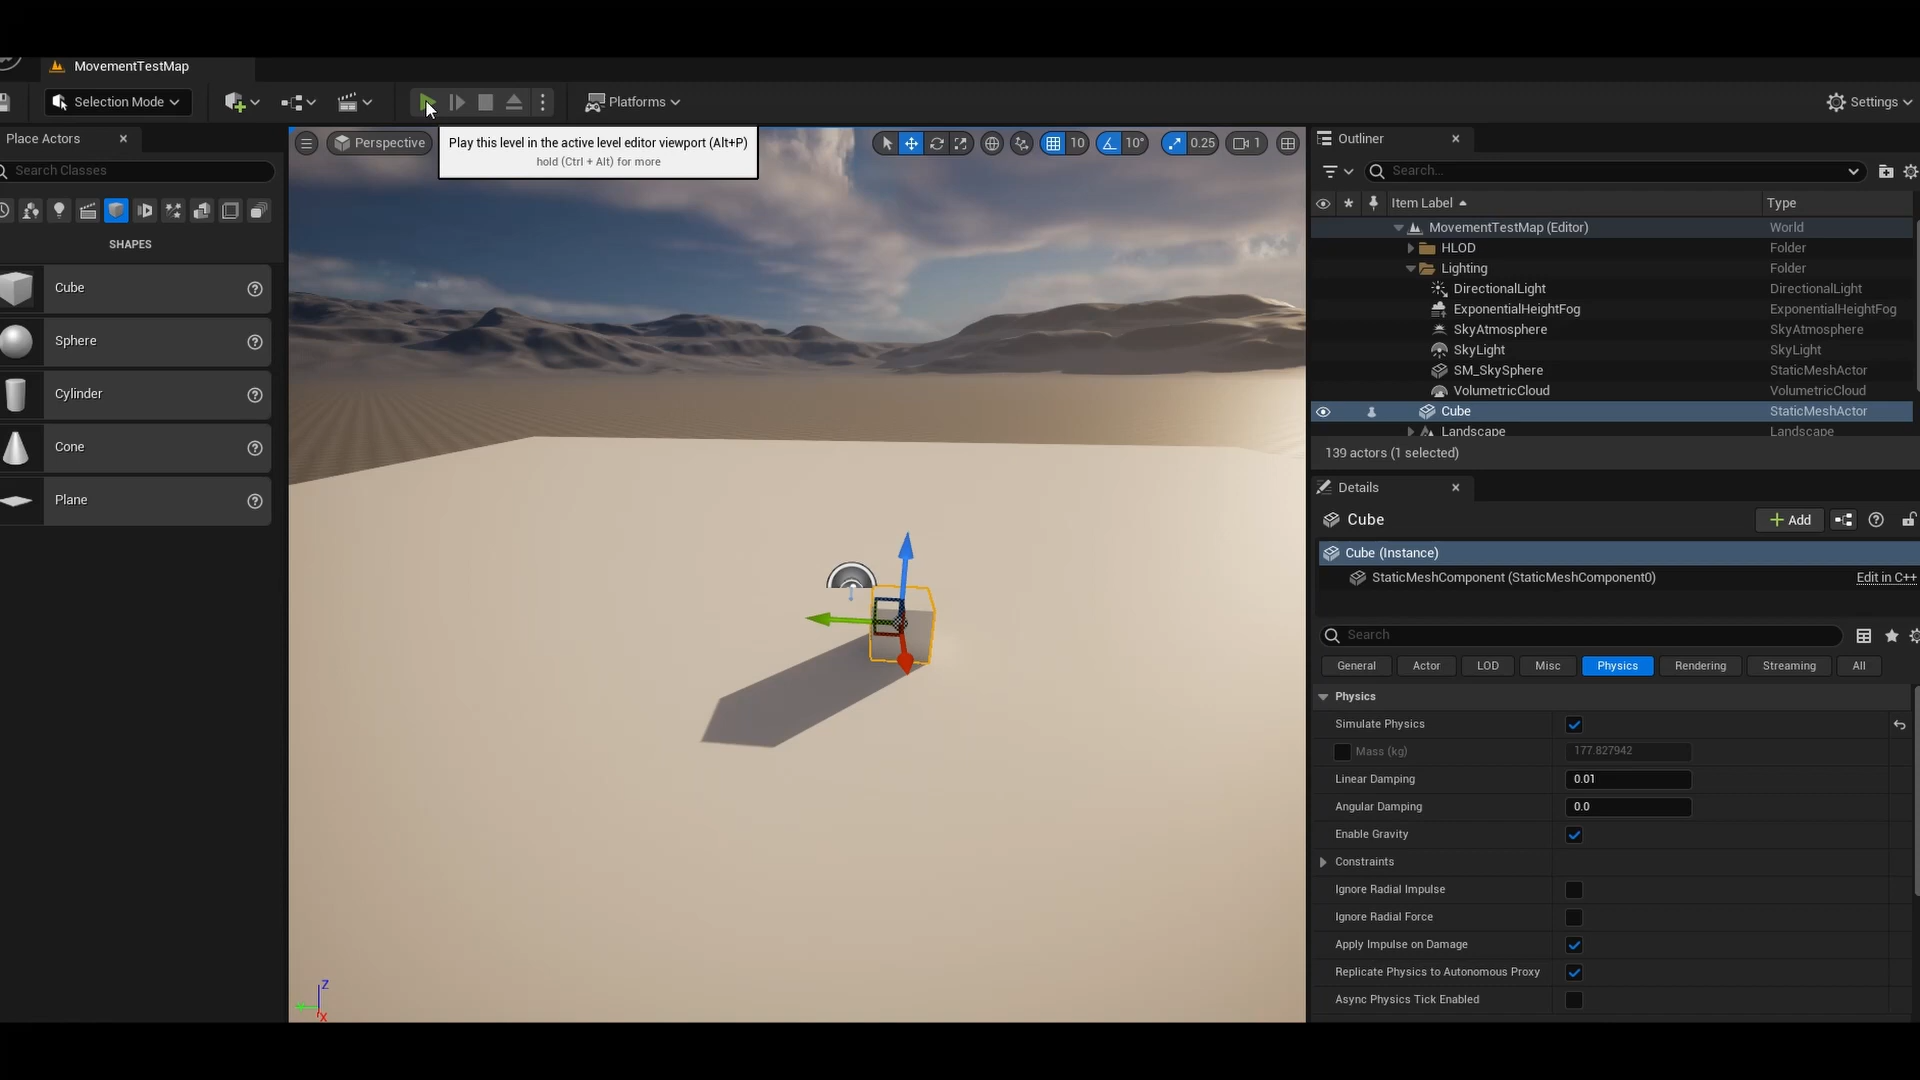 MovementTestMap
Selection Mode
Platforms
Settings
Place Actors
Search Classes
SHAPES
Cube
Sphere
Cylinder
Cone
Plane
Perspective
Play this level in the active level editor viewport (Alt+P)
hold (Ctrl + Alt) for more
10
10°
0.25
1
Z
X
Outliner
Search...
Item Label Type
MovementTestMap (Editor) World
HLOD Folder
Lighting Folder
DirectionalLight DirectionalLight
ExponentialHeightFog ExponentialHeightFog
SkyAtmosphere SkyAtmosphere
SkyLight SkyLight
SM_SkySphere StaticMeshActor
VolumetricCloud VolumetricCloud
Cube StaticMeshActor
Landscape Landscape
139 actors (1 selected)
Details
Cube
Add
Cube (Instance)
StaticMeshComponent (StaticMeshComponent0) Edit in C++
Search
General Actor LOD Misc Physics Rendering Streaming All
Physics
Simulate Physics
Mass (kg) 177.827942
Linear Damping 0.01
Angular Damping 0.0
Enable Gravity
Constraints
Ignore Radial Impulse
Ignore Radial Force
Apply Impulse on Damage
Replicate Physics to Autonomous Proxy
Async Physics Tick Enabled